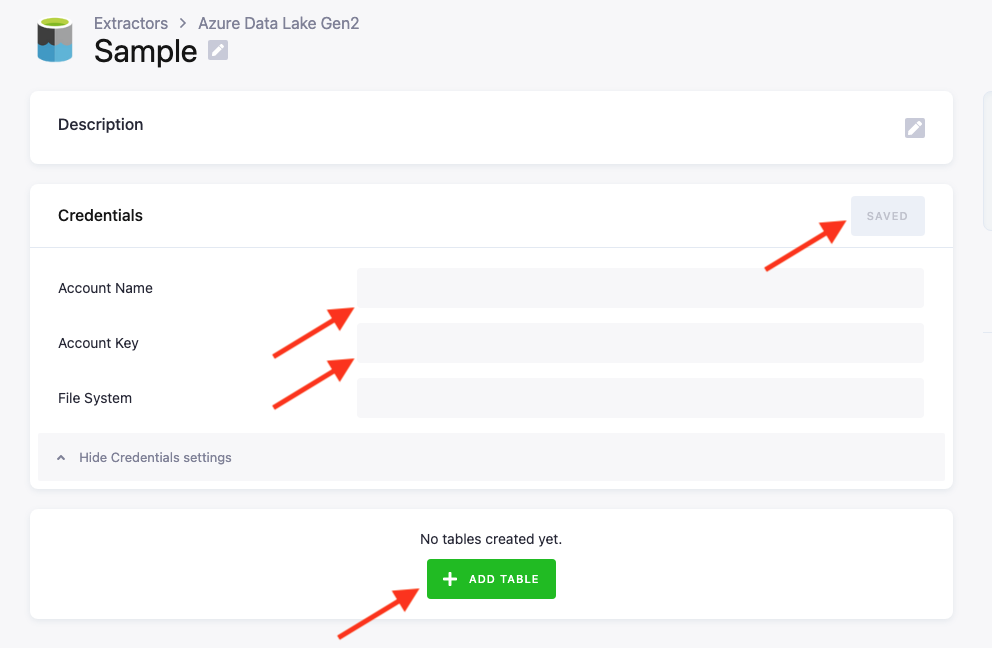 Extractors > Azure Data Lake Gen2
Sample
Description
Credentials
SAVED
Account Name
Account Key
File System
Hide Credentials settings
No tables created yet.
ADD TABLE